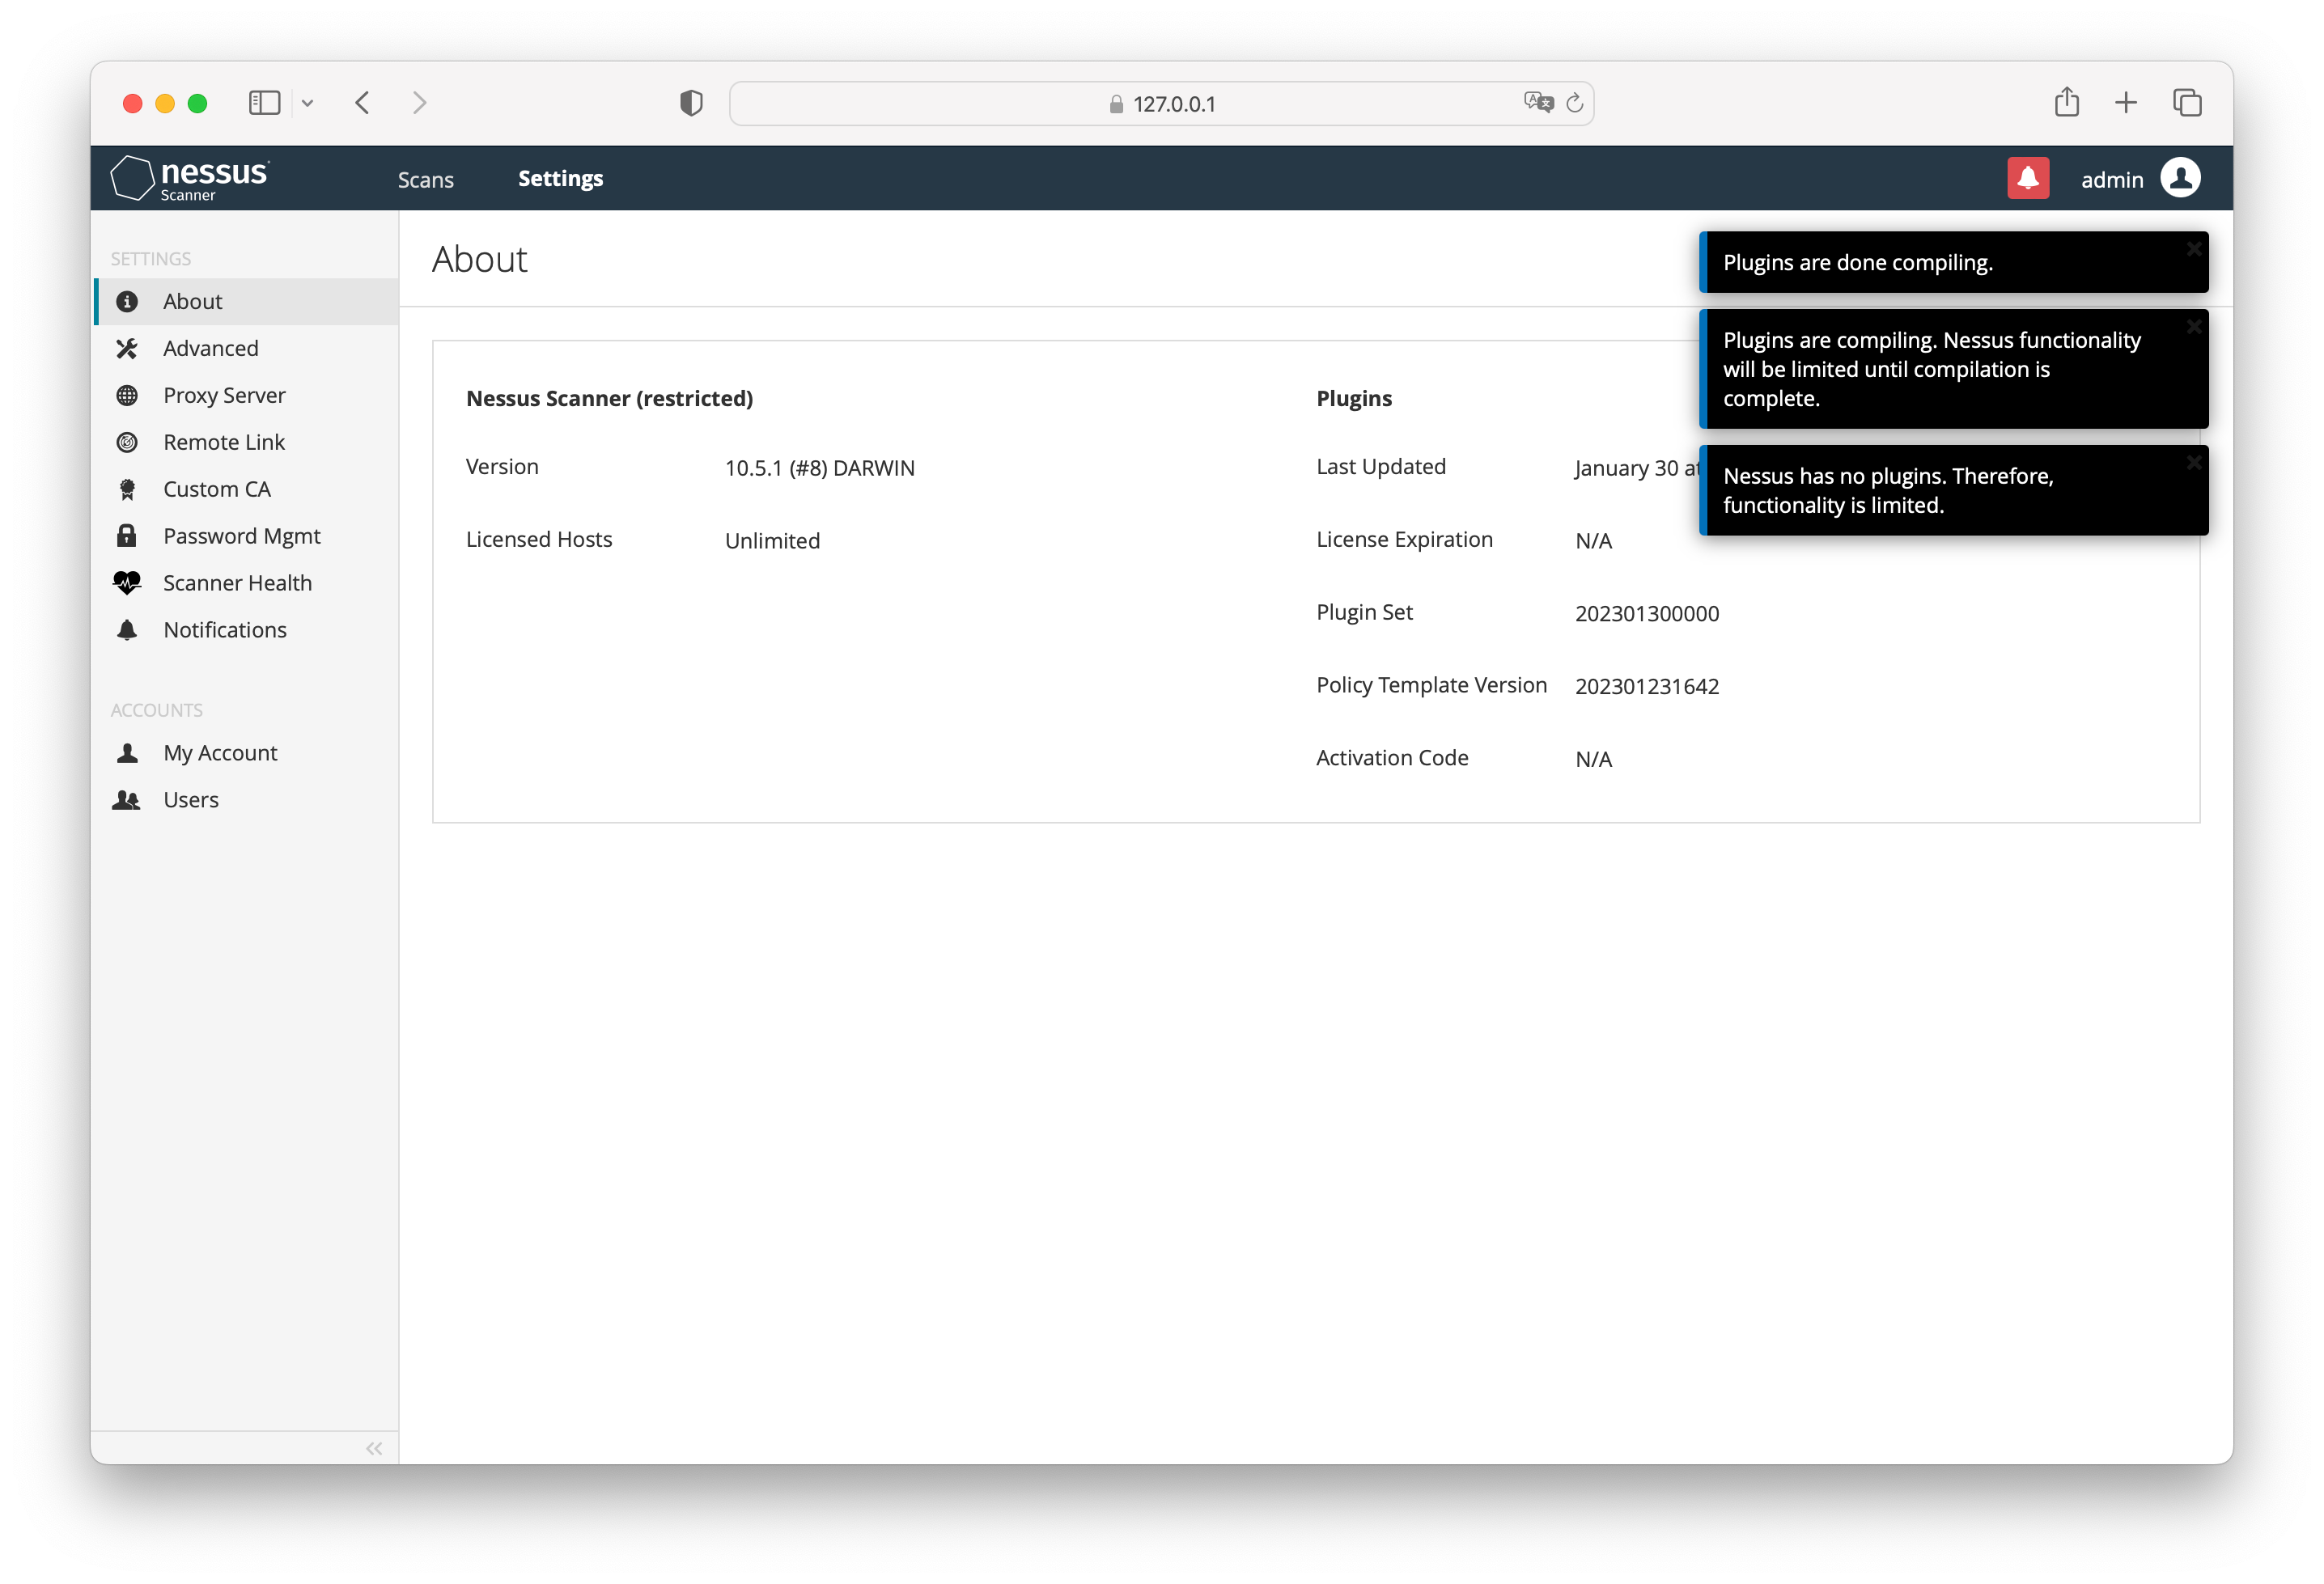 127.0.0.1
nessus
Scanner
Scans
Settings
admin
SETTINGS
About
Advanced
Proxy Server
Remote Link
Custom CA
Password Mgmt
Scanner Health
Notifications
ACCOUNTS
My Account
Users
About
Nessus Scanner (restricted)
Version 10.5.1 (#8) DARWIN
Licensed Hosts Unlimited
Plugins
Last Updated January 30 at
License Expiration N/A
Plugin Set 202301300000
Policy Template Version 202301231642
Activation Code N/A
Plugins are done compiling.
Plugins are compiling. Nessus functionality
will be limited until compilation is
complete.
Nessus has no plugins. Therefore,
functionality is limited.